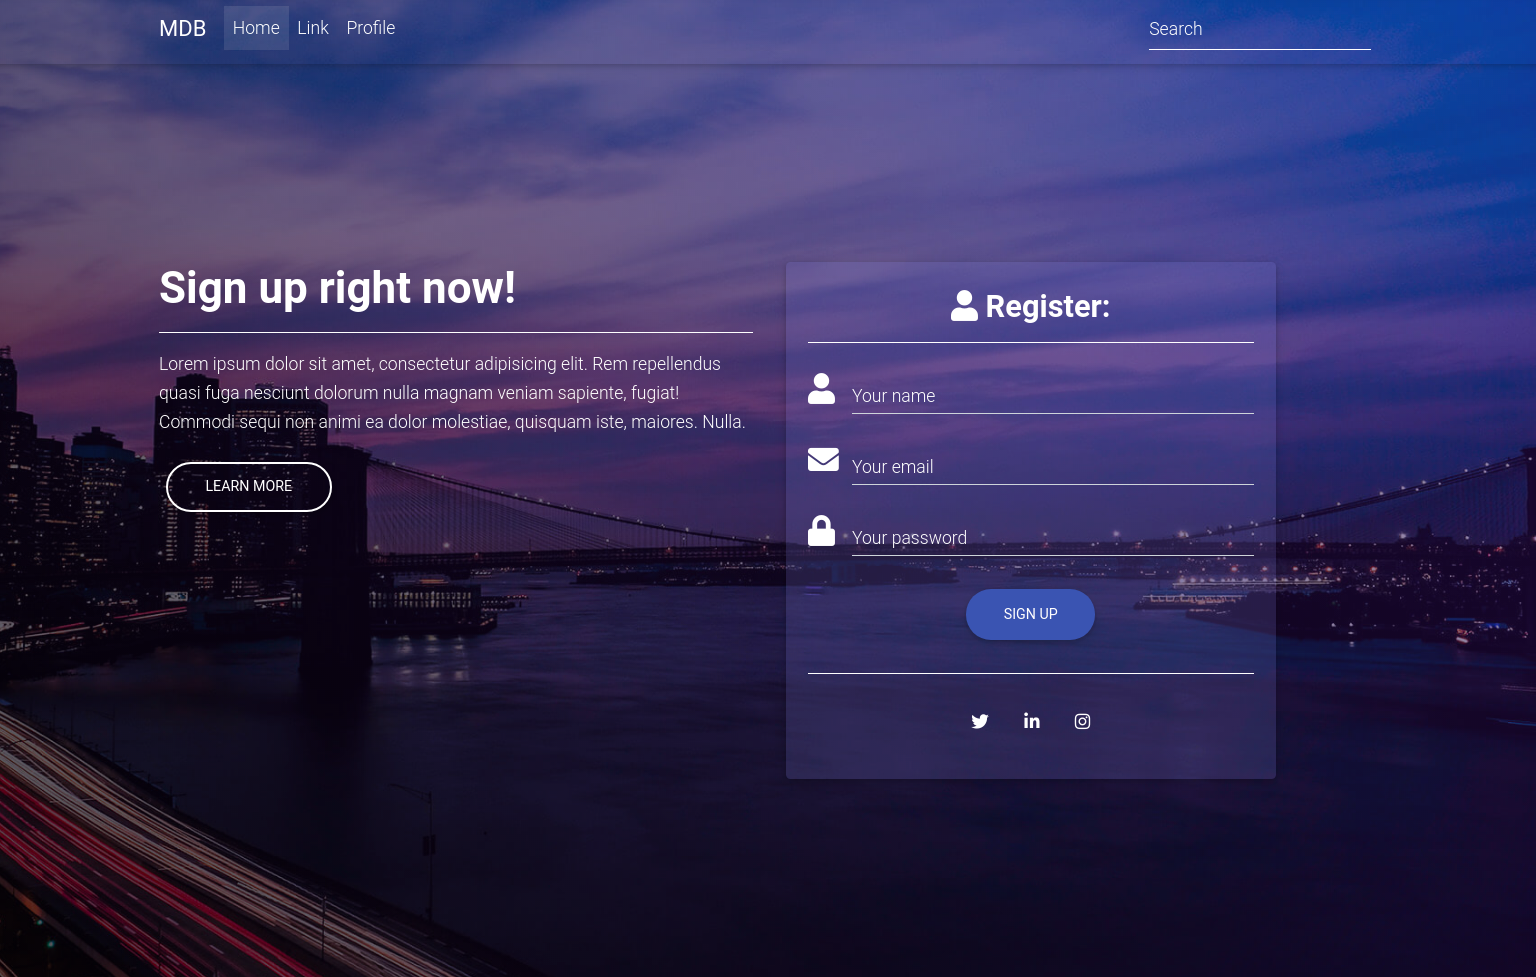 MDB Home Link Profile Search
Sign up right now!
Lorem ipsum dolor sit amet, consectetur adipisicing elit. Rem repellendus
quasi fuga nesciunt dolorum nulla magnam veniam sapiente, fugiat!
Commodi sequi non animi ea dolor molestiae, quisquam iste, maiores. Nulla.
LEARN MORE
Register:
Your name
Your email
Your password
SIGN UP